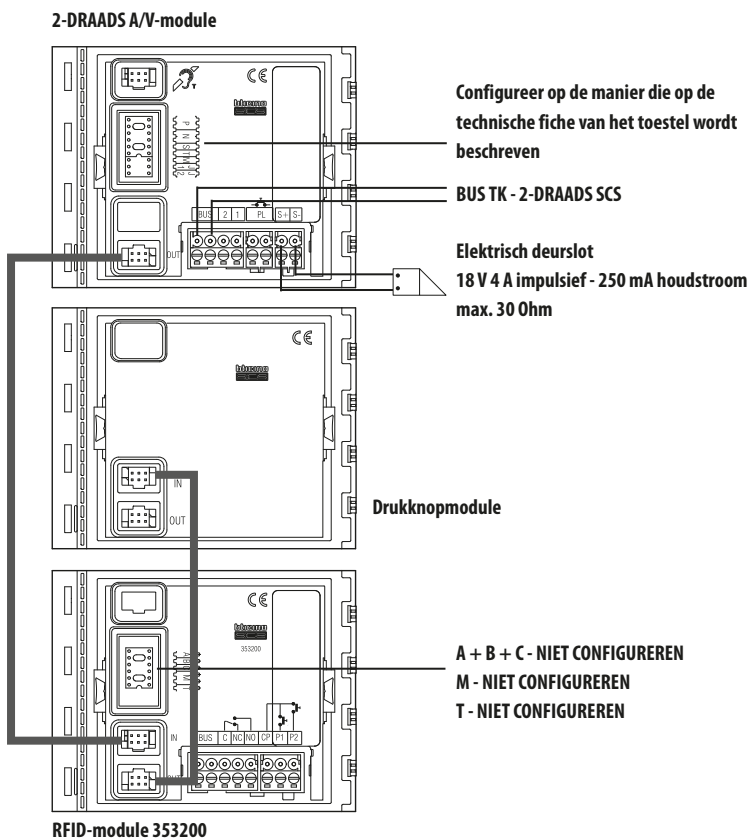 2-DRAADS A/V-module
Configureer op de manier die op de
technische fiche van het toestel wordt
beschreven
P N S T M J1 J2
BUS TK - 2-DRAADS SCS
BUS 2 1 PL S+ S-
OUT
Elektrisch deurslot
18 V 4 A impulsief - 250 mA houdstroom
max. 30 Ohm
bticino
IN
OUT
Drukknopmodule
bticino
353200
A + B + C - NIET CONFIGUREREN
M - NIET CONFIGUREREN
T - NIET CONFIGUREREN
IN
BUS C NC NO CP P1 P2
OUT
RFID-module 353200